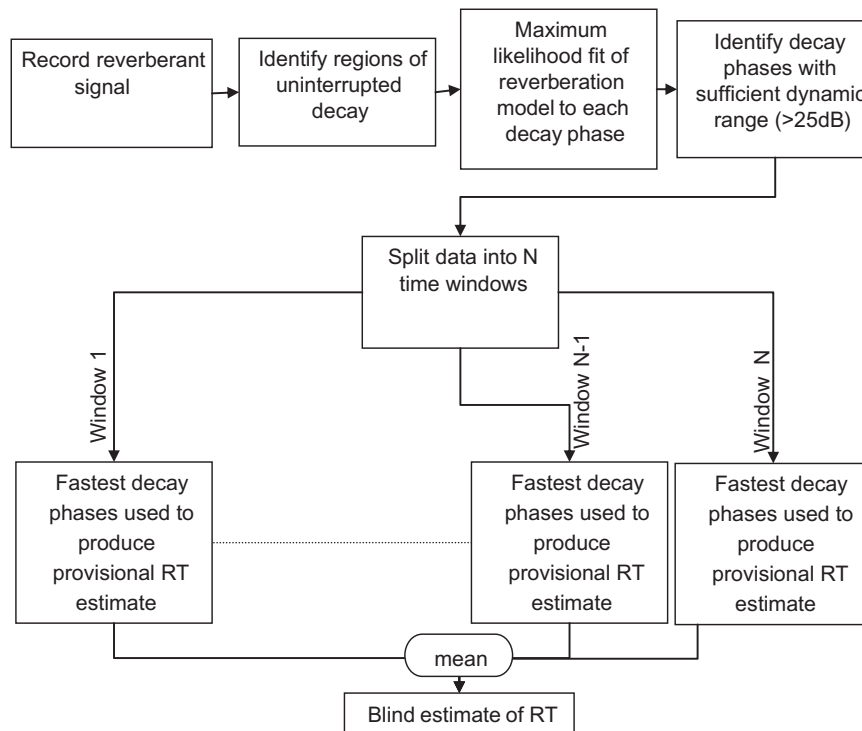 Record reverberant
signal
Identify regions of
uninterrupted
decay
Maximum
likelihood fit of
reverberation
model to each
decay phase
Identify decay
phases with
sufficient dynamic
range (>25dB)
Split data into N
time windows
Window 1
Window N-1
Window N
Fastest decay
phases used to
produce
provisional RT
estimate
Fastest decay
phases used to
produce
provisional RT
estimate
Fastest decay
phases used to
produce
provisional RT
estimate
mean
Blind estimate of RT